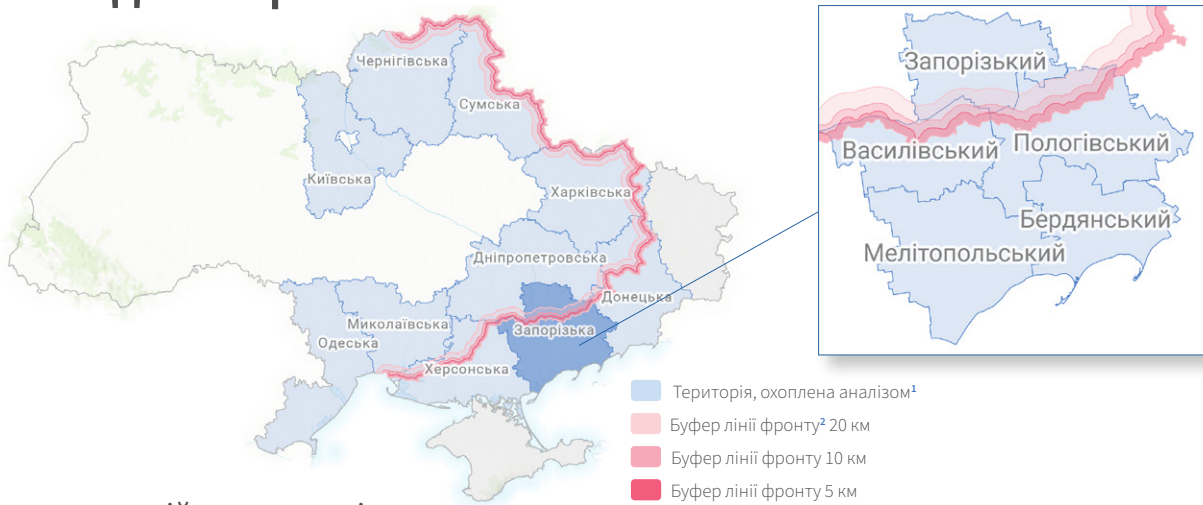 Чернігівська
Сумська
Київська
Харківська
Дніпропетровська
Донецька
Запорізька
Миколаївська
Одеська
Херсонська
Запорізький
Василівський
Пологівський
Бердянський
Мелітопольський
Територія, охоплена аналізом¹
Буфер лінії фронту² 20 км
Буфер лінії фронту 10 км
Буфер лінії фронту 5 км